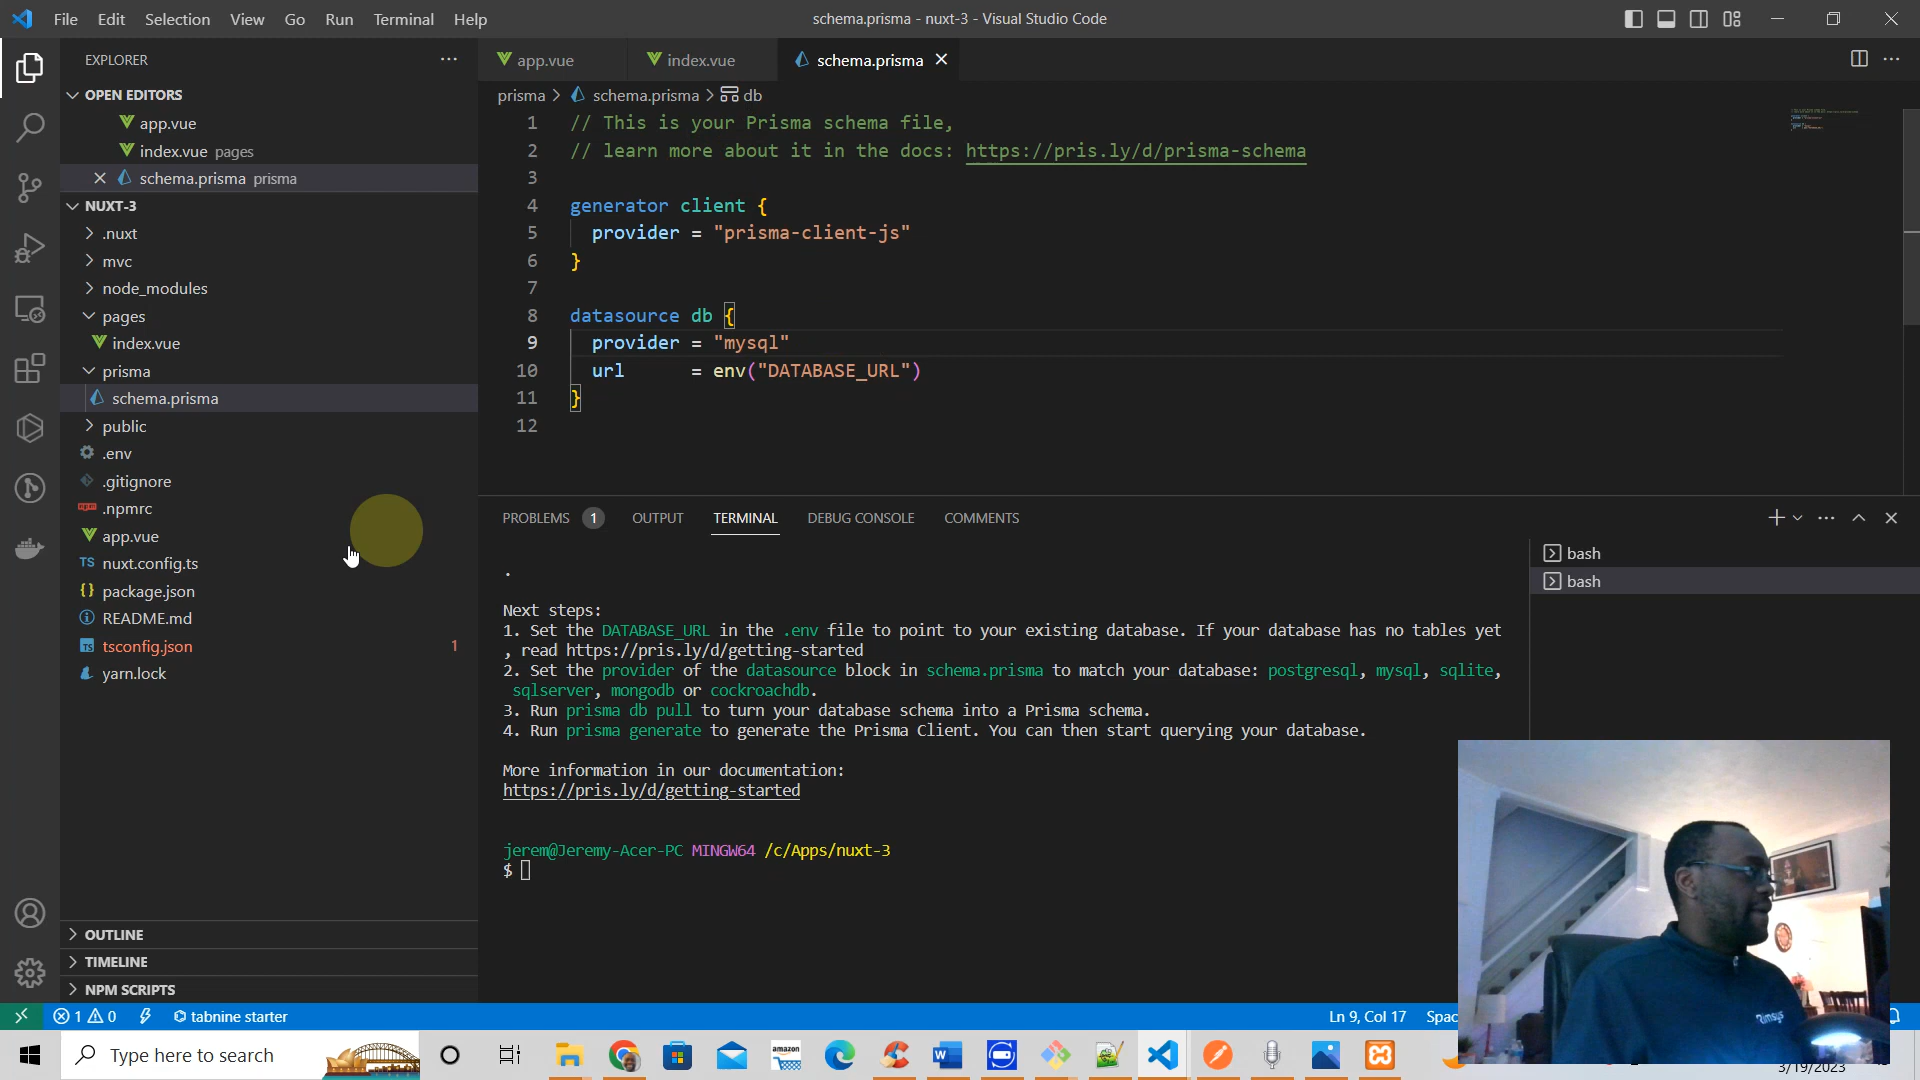 File Edit Selection View Go Run Terminal Help
schema.prisma - nuxt-3 - Visual Studio Code
EXPLORER
OPEN EDITORS
app.vue
index.vue pages
schema.prisma prisma
NUXT-3
.nuxt
mvc
node_modules
pages
index.vue
prisma
schema.prisma
public
.env
.gitignore
.npmrc
app.vue
TS nuxt.config.ts
{} package.json
README.md
tsconfig.json 1
yarn.lock
OUTLINE
TIMELINE
NPM SCRIPTS
app.vue index.vue schema.prisma
prisma > schema.prisma > db
1 // This is your Prisma schema file,
2 // learn more about it in the docs: https://pris.ly/d/prisma-schema
3
4 generator client {
5 provider = "prisma-client-js"
6 }
7
8 datasource db {
9 provider = "mysql"
10 url = env("DATABASE_URL")
11 }
12
PROBLEMS 1 OUTPUT TERMINAL DEBUG CONSOLE COMMENTS
bash
bash
.
Next steps:
1. Set the DATABASE_URL in the .env file to point to your existing database. If your database has no tables yet
, read https://pris.ly/d/getting-started
2. Set the provider of the datasource block in schema.prisma to match your database: postgresql, mysql, sqlite,
sqlserver, mongodb or cockroachdb.
3. Run prisma db pull to turn your database schema into a Prisma schema.
4. Run prisma generate to generate the Prisma Client. You can then start querying your database.
More information in our documentation:
https://pris.ly/d/getting-started
jerem@Jeremy-Acer-PC MINGW64 /c/Apps/nuxt-3
$
1 0 tabnine starter
Ln 9, Col 17 Spac
Type here to search
amazon
3/19/2023